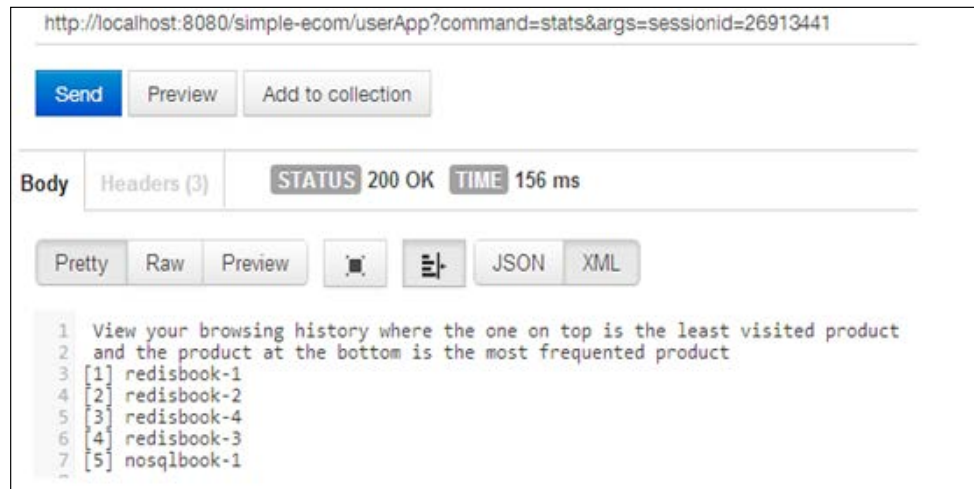 http://localhost:8080/simple-ecom/userApp?command=stats&args=sessionid=26913441
Send Preview Add to collection
Body Headers (3) STATUS 200 OK TIME 156 ms
Pretty Raw Preview JSON XML
1 View your browsing history where the one on top is the least visited product
2 and the product at the bottom is the most frequented product
3 [1] redisbook-1
4 [2] redisbook-2
5 [3] redisbook-4
6 [4] redisbook-3
7 [5] nosqlbook-1